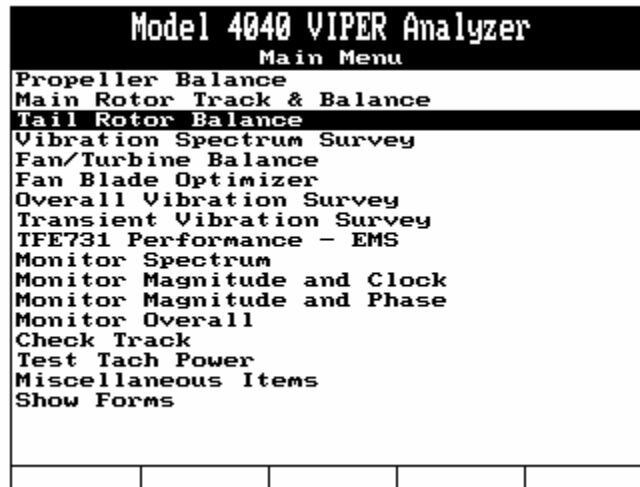 Model 4040 VIPER Analyzer
Main Menu
Propeller Balance
Main Rotor Track & Balance
Tail Rotor Balance
Vibration Spectrum Survey
Fan/Turbine Balance
Fan Blade Optimizer
Overall Vibration Survey
Transient Vibration Survey
TFE731 Performance – EMS
Monitor Spectrum
Monitor Magnitude and Clock
Monitor Magnitude and Phase
Monitor Overall
Check Track
Test Tach Power
Miscellaneous Items
Show Forms